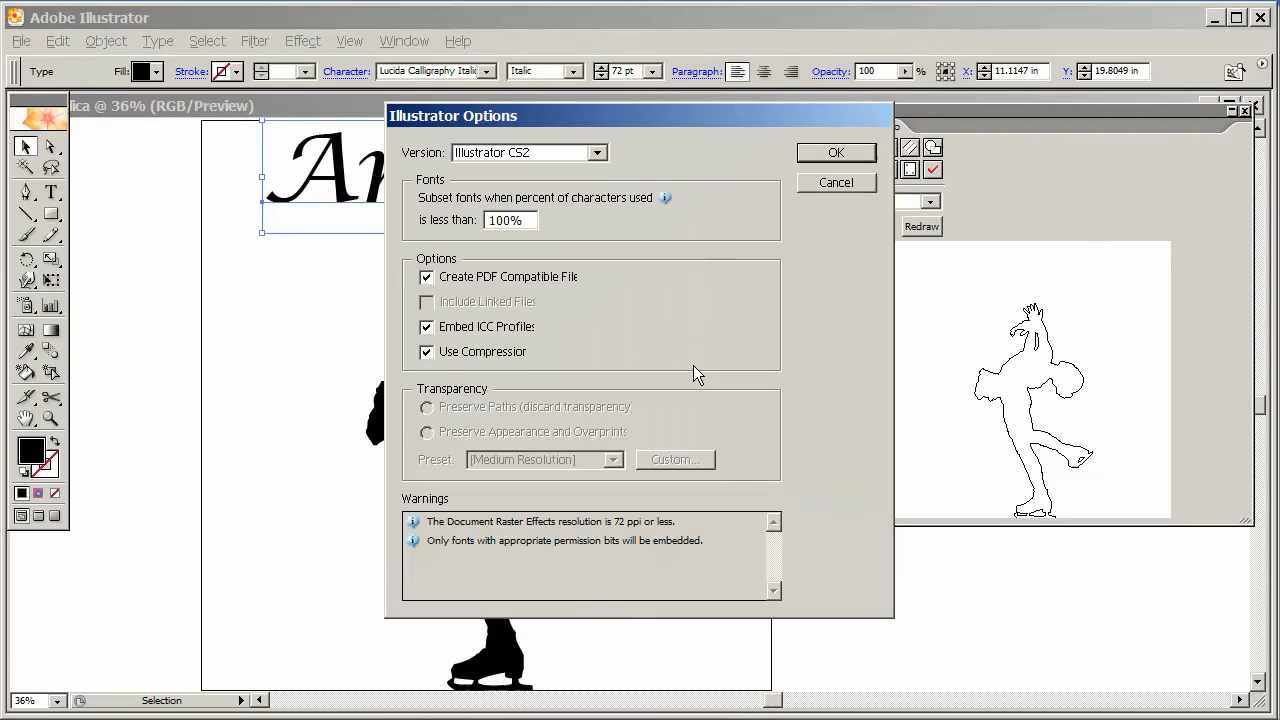 Adobe Illustrator
File Edit Object Type Select Filter Effect View Window Help
Type Fill: Stroke: Character: Lucida Calligraphy Italic Italic 72 pt Paragraph: Opacity: 100 % X: 11.1147 in Y: 19.8049 in
lica @ 36% (RGB/Preview)
An
Illustrator Options
Version: Illustrator CS2
OK
Fonts
Cancel
Subset fonts when percent of characters used
is less than: 100%
Redraw
Options
Create PDF Compatible File
Include Linked Files
Embed ICC Profiles
Use Compression
Transparency
Preserve Paths (discard transparency)
Preserve Appearance and Overprints
Preset: [Medium Resolution] Custom...
Warnings
The Document Raster Effects resolution is 72 ppi or less.
Only fonts with appropriate permission bits will be embedded.
36% Selection